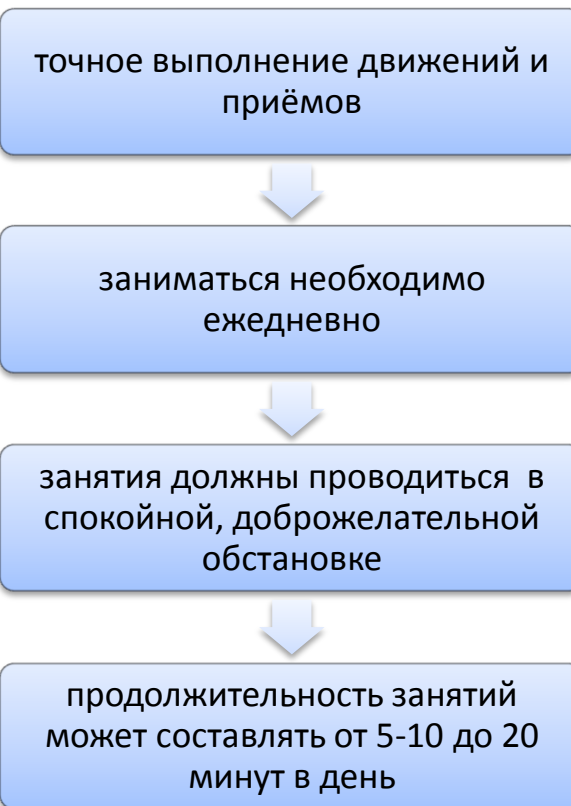 точное выполнение движений и
приёмов
заниматься необходимо
ежедневно
занятия должны проводиться  в
спокойной, доброжелательной
обстановке
продолжительность занятий
может составлять от 5-10 до 20
минут в день